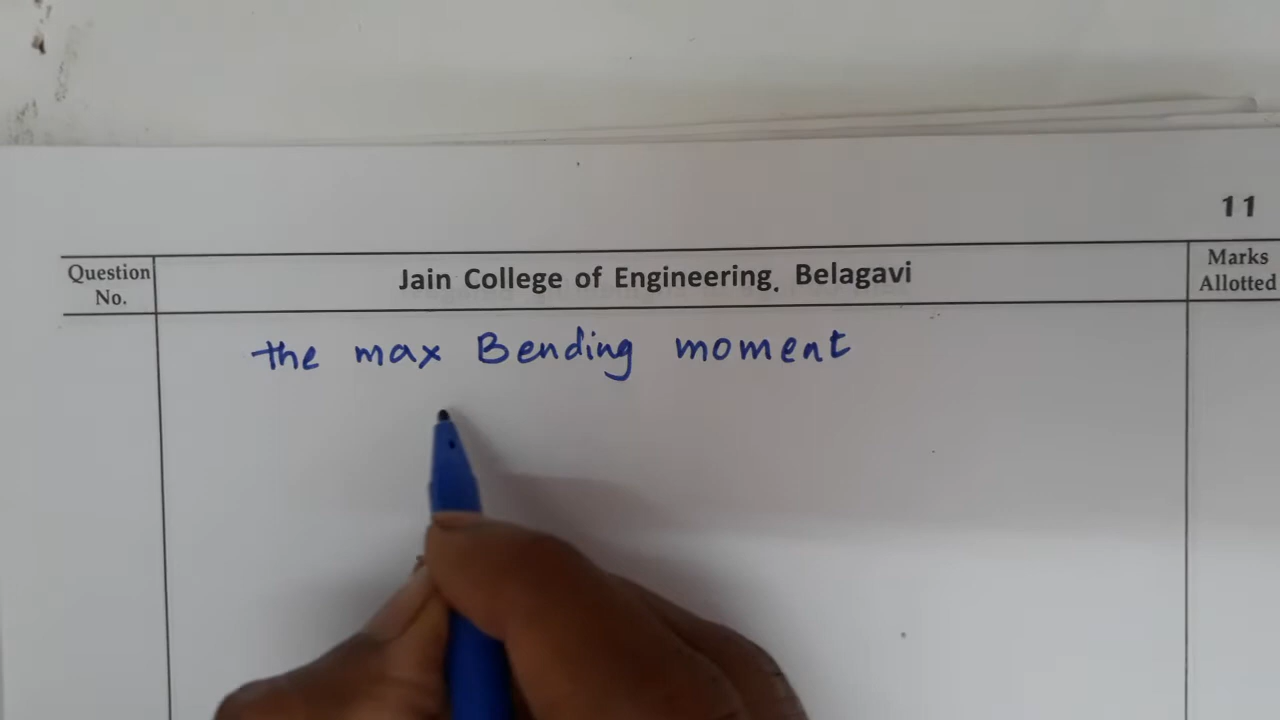 11
Question No.
Jain College of Engineering, Belagavi
Marks Allotted
the max Bending moment